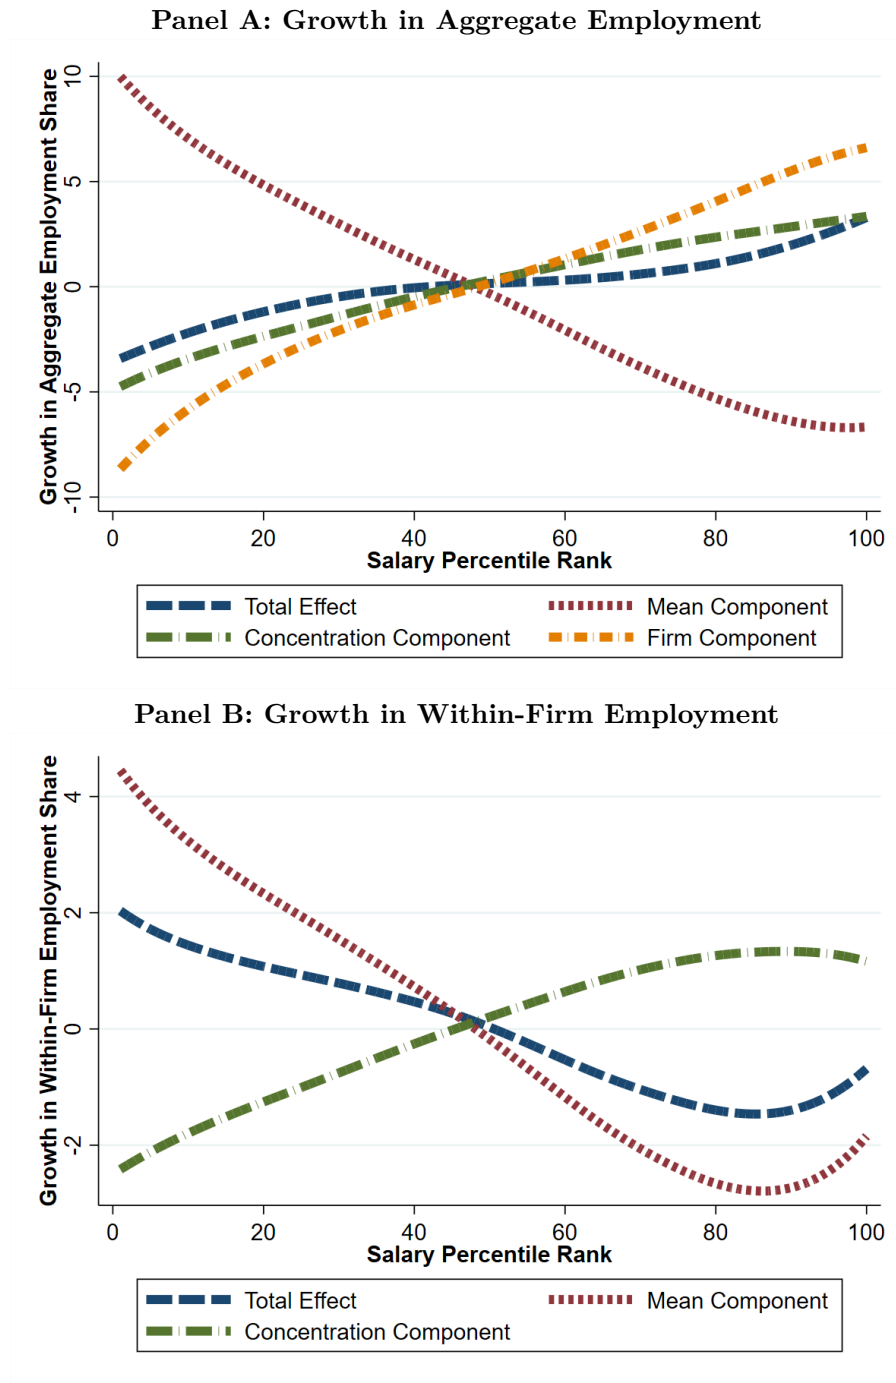 Panel A: Growth in Aggregate Employment
Growth in Aggregate Employment Share
10
5
0
-5
-10
0 20 40 60 80 100
Salary Percentile Rank
Total Effect Mean Component
Concentration Component Firm Component
Panel B: Growth in Within-Firm Employment
Growth in Within-Firm Employment Share
4
2
0
-2
0 20 40 60 80 100
Salary Percentile Rank
Total Effect Mean Component
Concentration Component